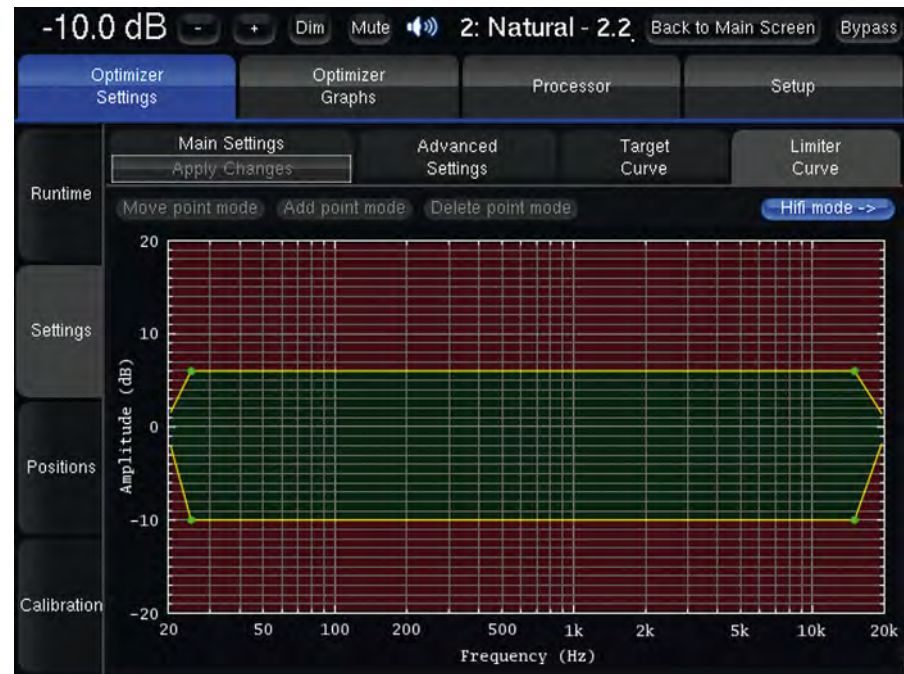 -10.0 dB - + Dim Mute 2: Natural - 2.2. Back to Main Screen Bypass
Optimizer Settings
Optimizer Graphs
Processor
Setup
Main Settings
Apply Changes
Advanced Settings
Target Curve
Limiter Curve
Runtime
Settings
Positions
Calibration
Move point mode Add point mode Delete point mode Hifi mode ->
20
10
0
-10
-20
Amplitude (dB)
20 50 100 200 500 1k 2k 5k 10k 20k
Frequency (Hz)